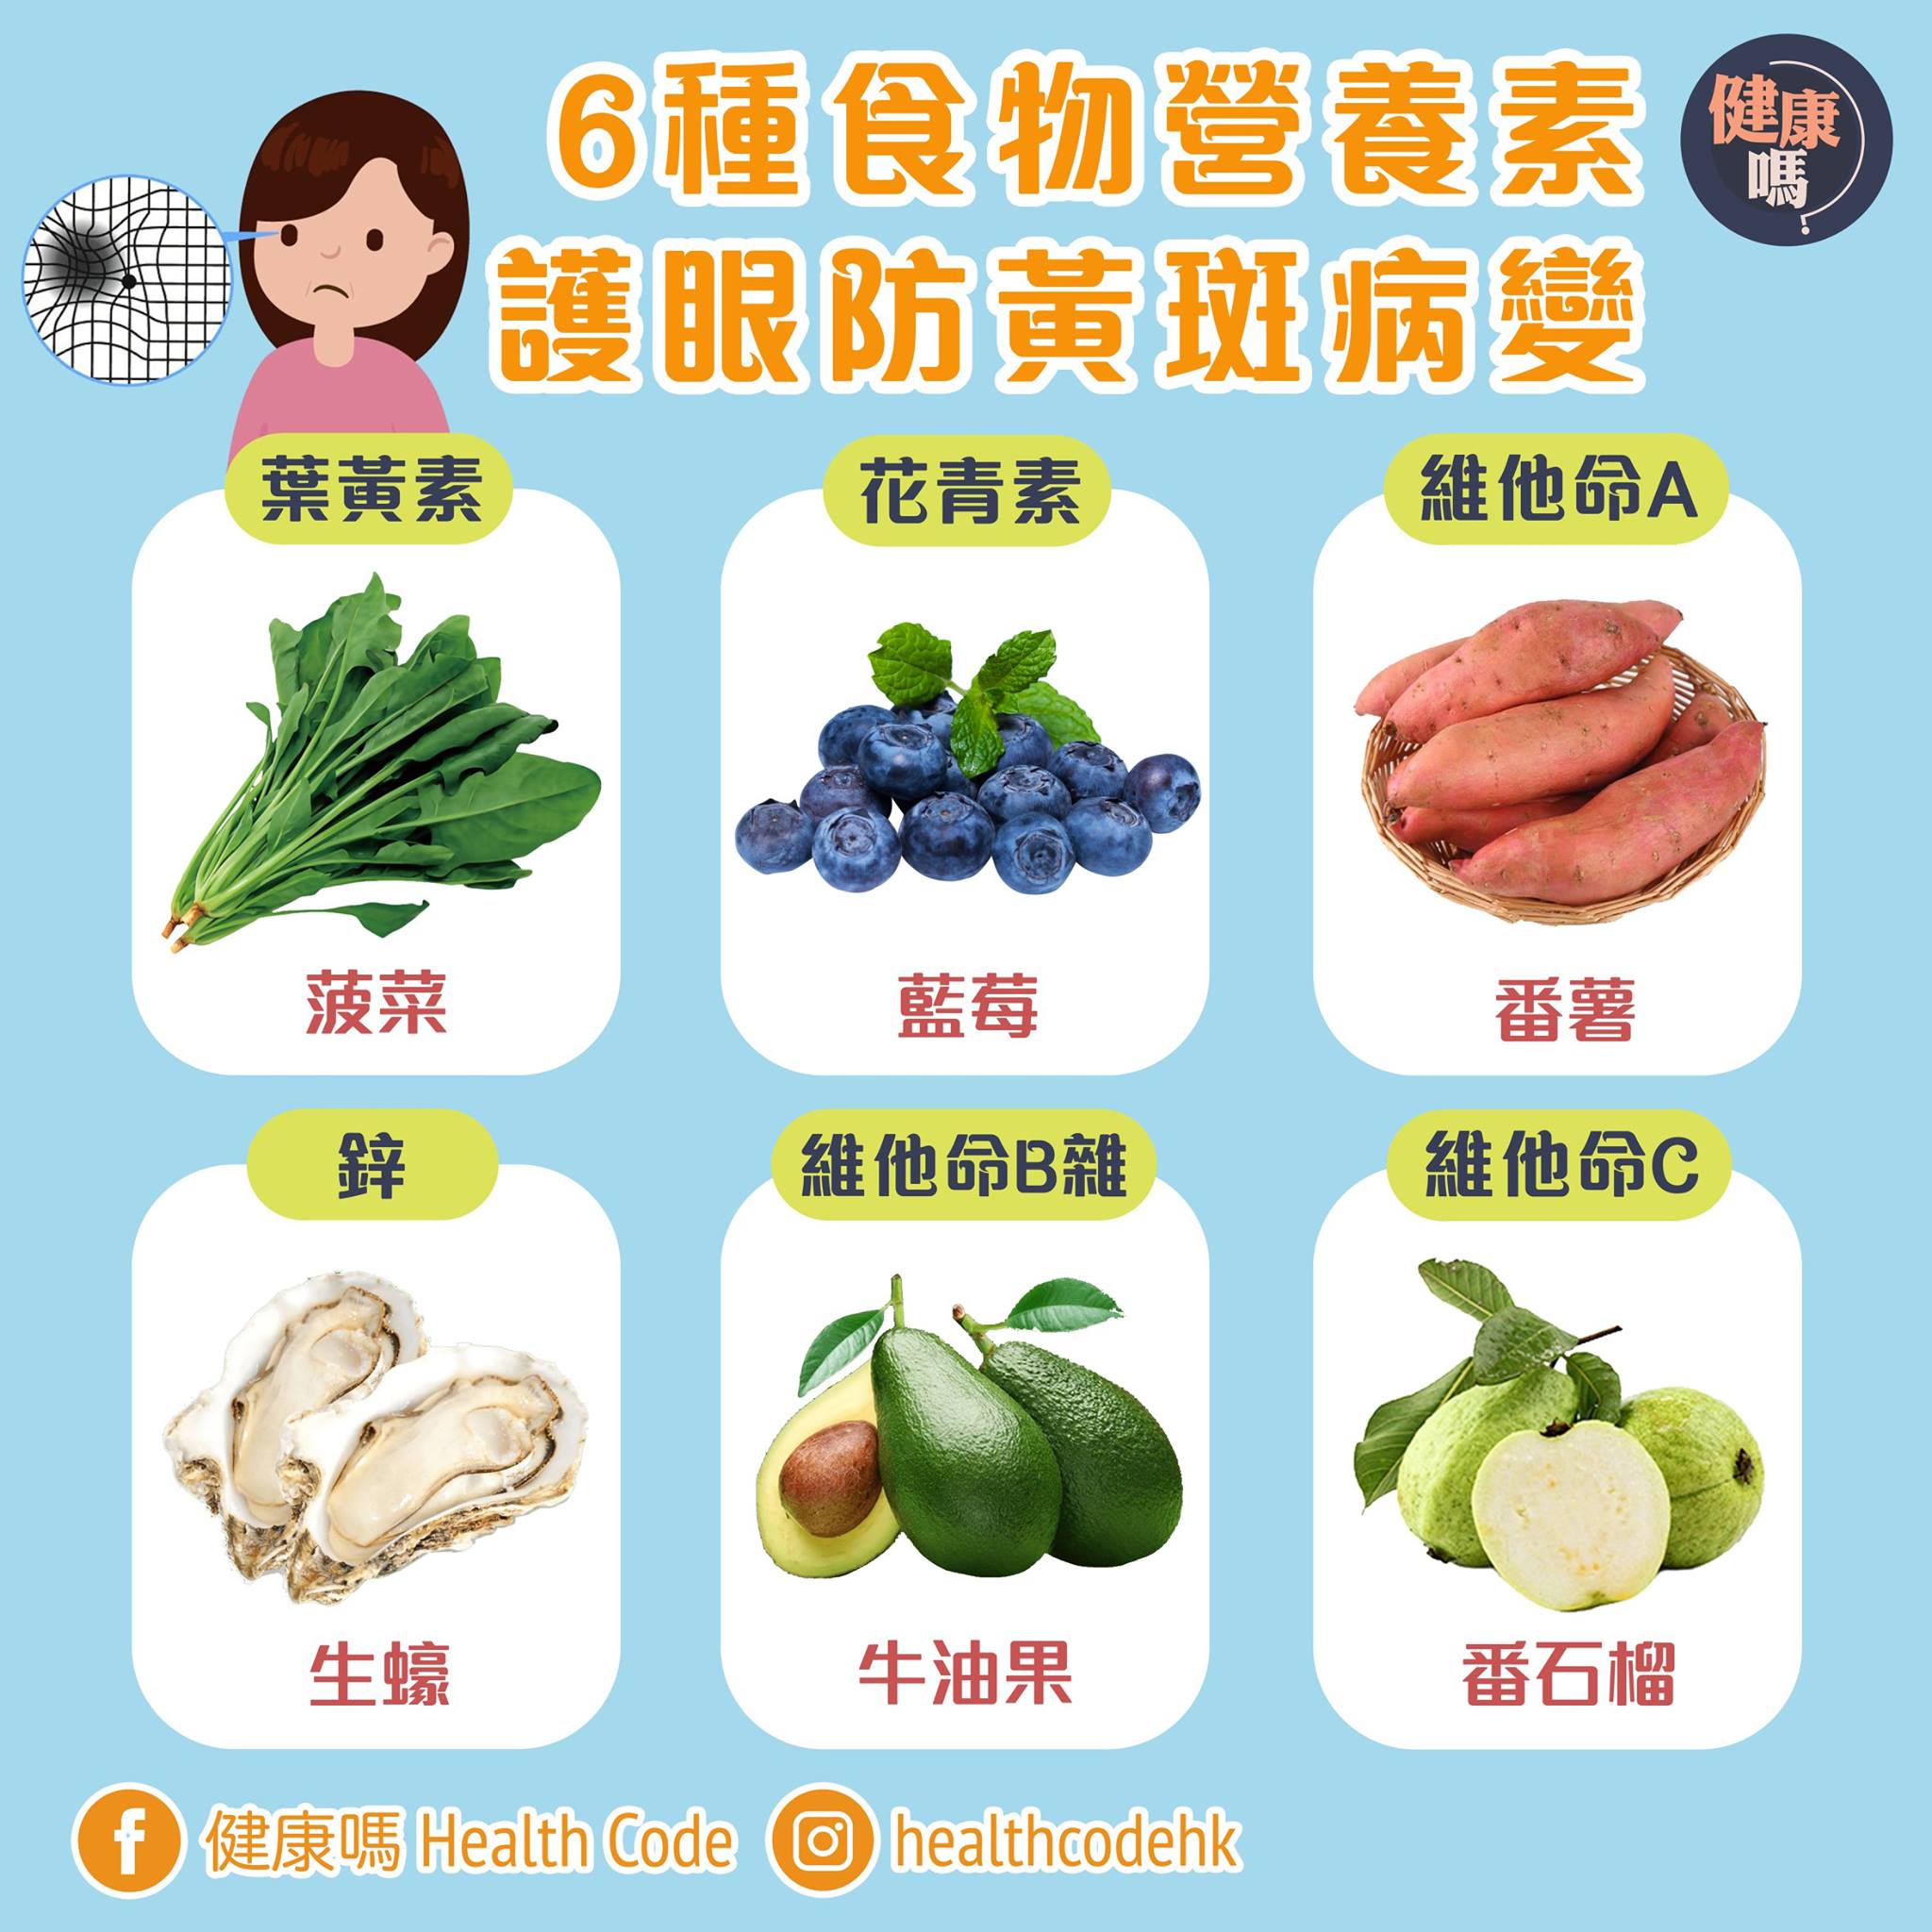 6種食物營養素
護眼防黃斑病變
健康
嗎?
葉黃素
花青素
維他命A
菠菜
藍莓
番薯
鋅
維他命B雜
維他命C
生蠔
牛油果
番石榴
健康嗎 Health Code
healthcodehk